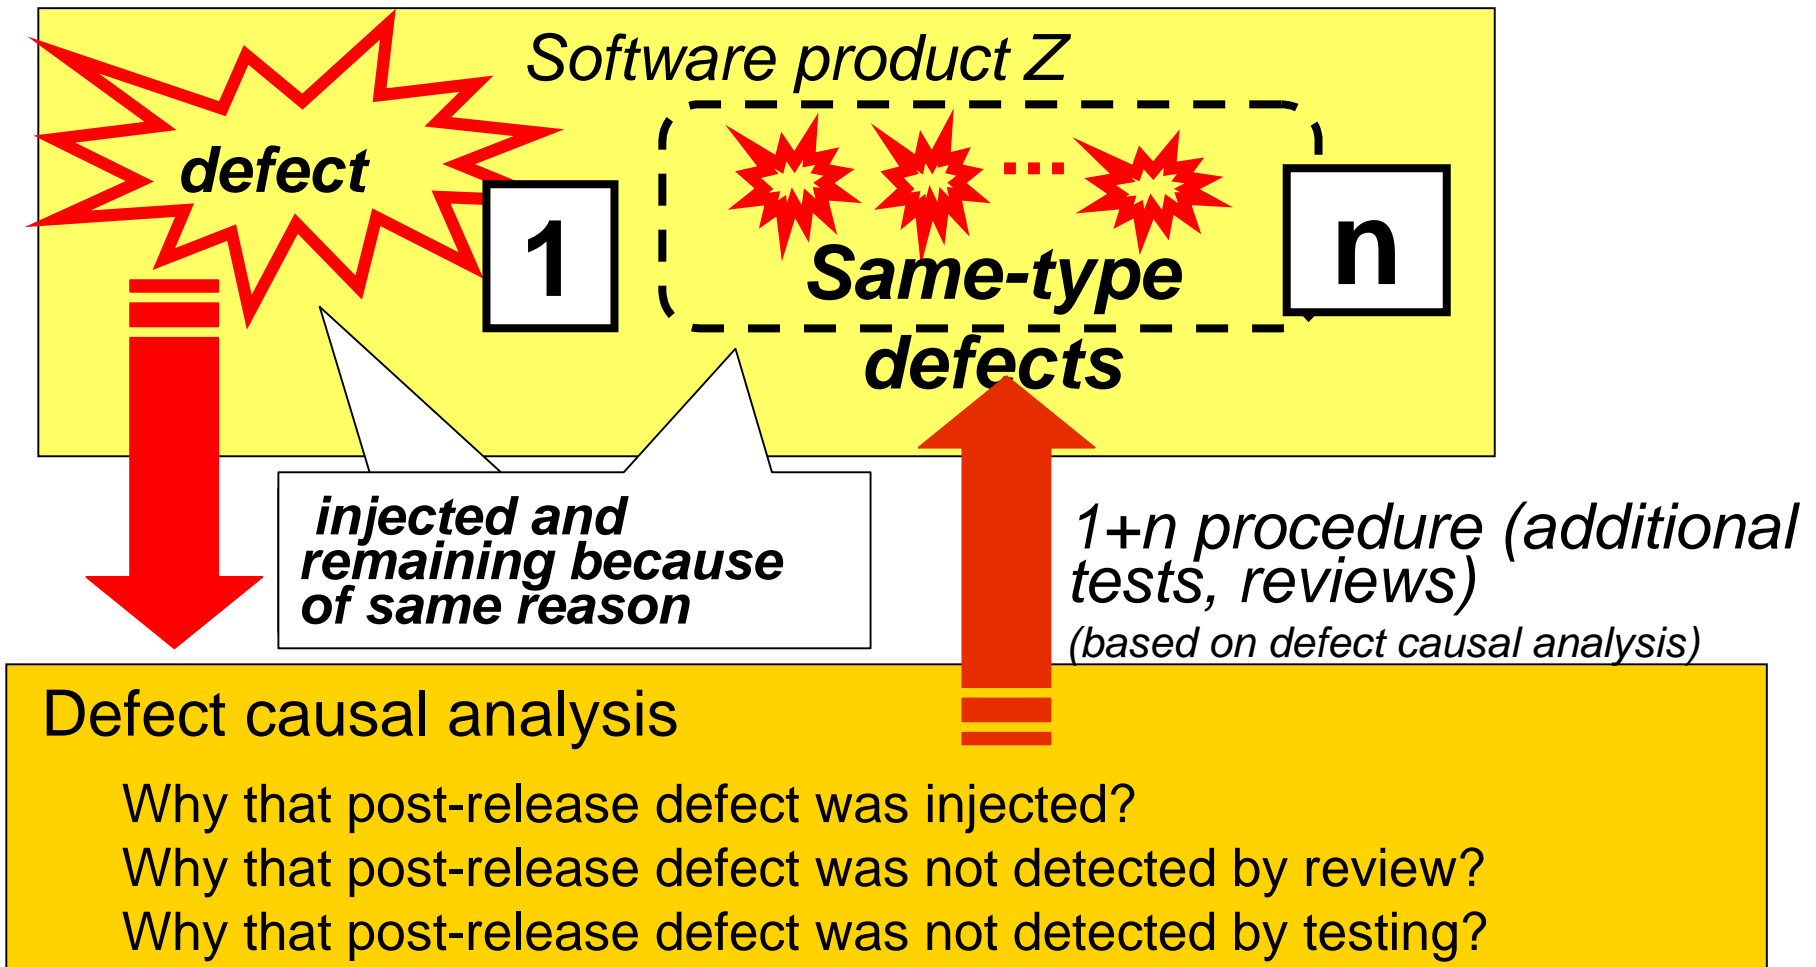 Software product Z
defect
1
Same-type
defects
n
injected and
remaining because
of same reason
1+n procedure (additional
tests, reviews)
(based on defect causal analysis)
Defect causal analysis
Why that post-release defect was injected?
Why that post-release defect was not detected by review?
Why that post-release defect was not detected by testing?